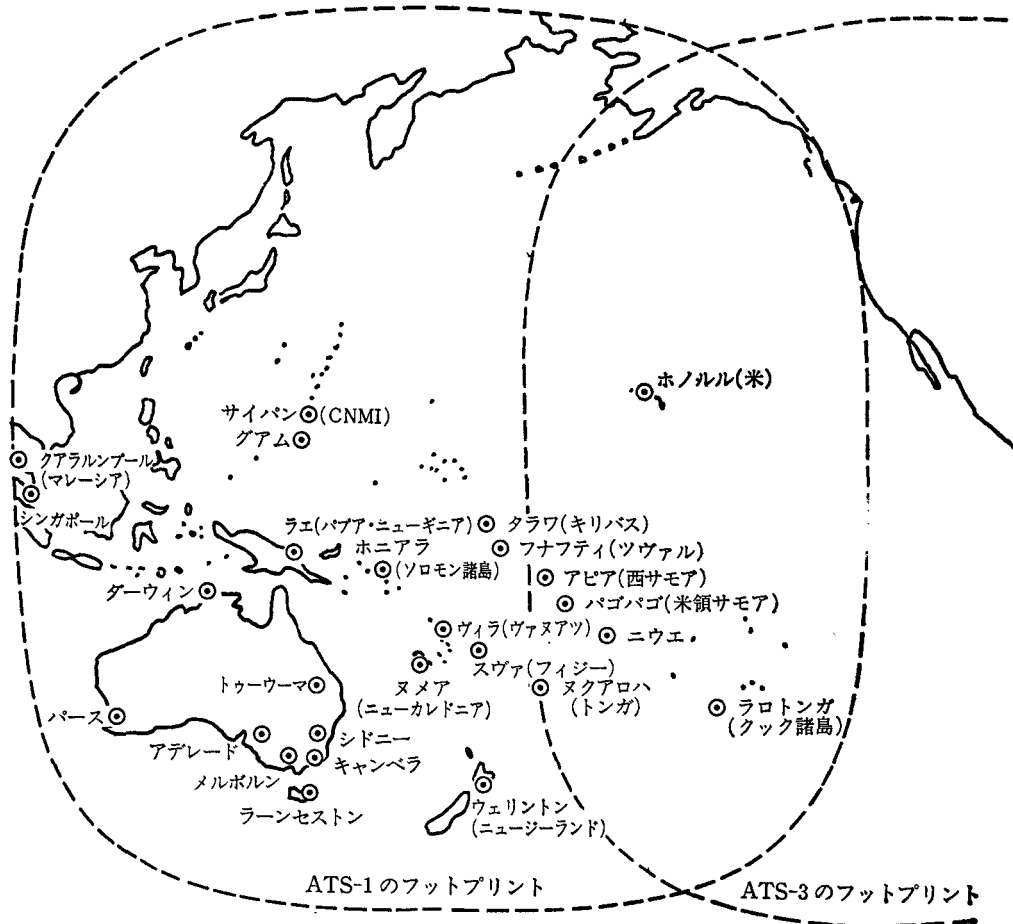 ホノルル(米)
サイパン
(CNMI)
グアム
クアラルンプール
(マレーシア)
シンガポール
ラエ(パプア・ニューギニア)
タラワ(キリバス)
ホニアラ
(ソロモン諸島)
フナフティ(ツヴァル)
アピア(西サモア)
ダーウィン
パゴパゴ(米領サモア)
ヴィラ(ヴァヌアツ)
ニウエ
スヴァ(フィジー)
トゥーウーマ
ヌメア
(ニューカレドニア)
ヌクアロハ
(トンガ)
ラロトンガ
(クック諸島)
パース
アデレード
シドニー
メルボルン
キャンベラ
ラーンセストン
ウェリントン
(ニュージーランド)
ATS-1のフットプリント
ATS-3のフットプリント